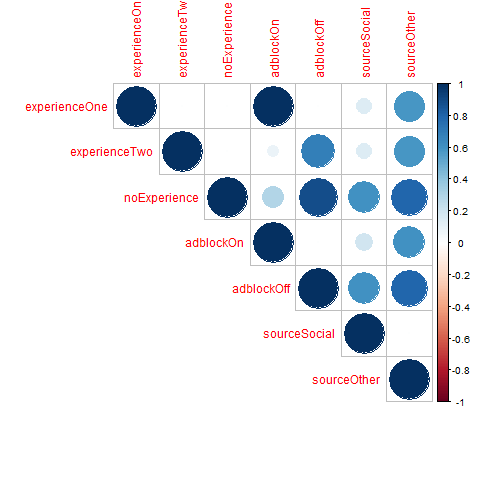 experienceOn
experienceTw
noExperience
adblockOn
adblockOff
sourceSocial
sourceOther
experienceOne
experienceTwo
noExperience
adblockOn
adblockOff
sourceSocial
sourceOther
1
0.8
0.6
0.4
0.2
0
-0.2
-0.4
-0.6
-0.8
-1